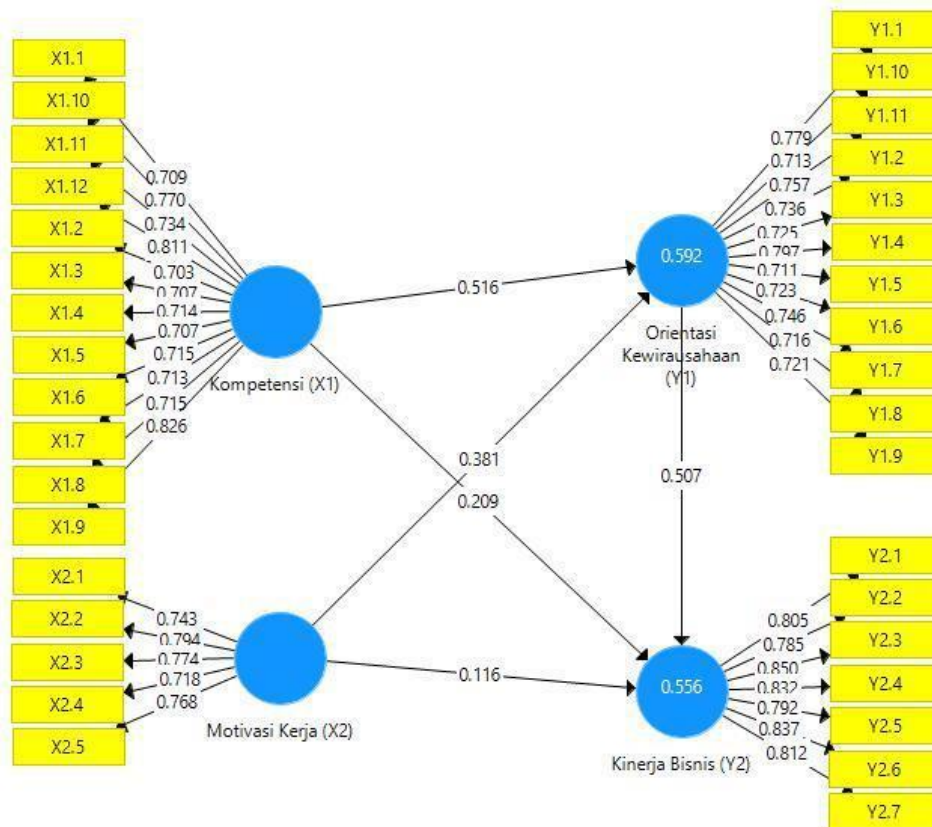 X1.1
X1.10
X1.11
X1.12
X1.2
X1.3
X1.4
X1.5
X1.6
X1.7
X1.8
X1.9
0.709
0.770
0.734
0.811
0.703
0.707
0.714
0.707
0.715
0.713
0.715
0.826
Kompetensi (X1)
X2.1
X2.2
X2.3
X2.4
X2.5
0.743
0.794
0.774
0.718
0.768
Motivasi Kerja (X2)
0.516
0.381
0.209
0.116
0.507
0.592
Orientasi
Kewirausahaan
(Y1)
0.779
0.713
0.757
0.736
0.725
0.797
0.711
0.723
0.746
0.716
0.721
Y1.1
Y1.10
Y1.11
Y1.2
Y1.3
Y1.4
Y1.5
Y1.6
Y1.7
Y1.8
Y1.9
0.556
Kinerja Bisnis (Y2)
0.805
0.785
0.850
0.832
0.792
0.837
0.812
Y2.1
Y2.2
Y2.3
Y2.4
Y2.5
Y2.6
Y2.7